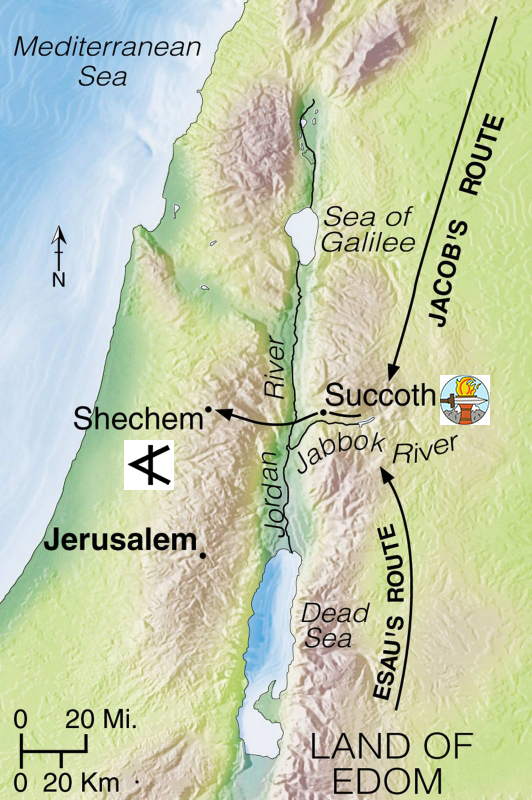 Mediterranean
Sea
Sea of
Galilee
JACOB'S ROUTE
N
River
Succoth
Shechem
Jabbok River
Jordan
Jerusalem
ESAU'S ROUTE
Dead
Sea
0 20 Mi.
0 20 Km
LAND OF
EDOM